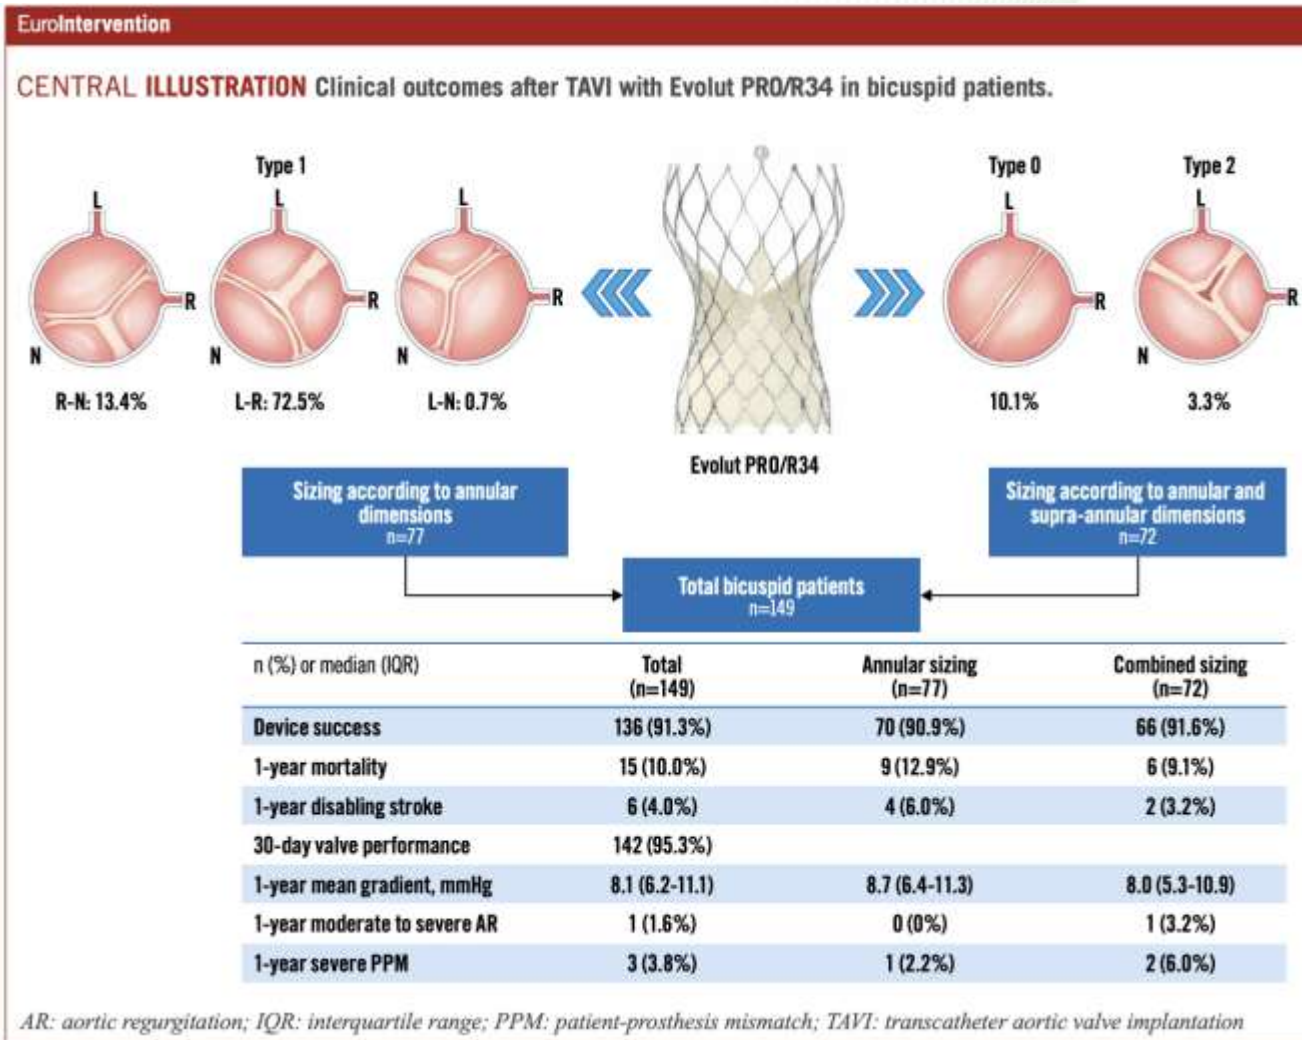 EuroIntervention
CENTRAL ILLUSTRATION Clinical outcomes after TAVI with Evolut PRO/R34 in bicuspid patients.
Type 1
L
R
N
R-N: 13.4%
L
R
N
L-R: 72.5%
L
R
N
L-N: 0.7%
Evolut PRO/R34
Type 0
L
R
10.1%
Type 2
L
R
N
3.3%
Sizing according to annular
dimensions
n=77
Sizing according to annular and
supra-annular dimensions
n=72
Total bicuspid patients
n=149
n (%) or median (IQR) Total (n=149) Annular sizing (n=77) Combined sizing (n=72)
Device success 136 (91.3%) 70 (90.9%) 66 (91.6%)
1-year mortality 15 (10.0%) 9 (12.9%) 6 (9.1%)
1-year disabling stroke 6 (4.0%) 4 (6.0%) 2 (3.2%)
30-day valve performance 142 (95.3%)
1-year mean gradient, mmHg 8.1 (6.2-11.1) 8.7 (6.4-11.3) 8.0 (5.3-10.9)
1-year moderate to severe AR 1 (1.6%) 0 (0%) 1 (3.2%)
1-year severe PPM 3 (3.8%) 1 (2.2%) 2 (6.0%)
AR: aortic regurgitation; IQR: interquartile range; PPM: patient-prosthesis mismatch; TAVI: transcatheter aortic valve implantation